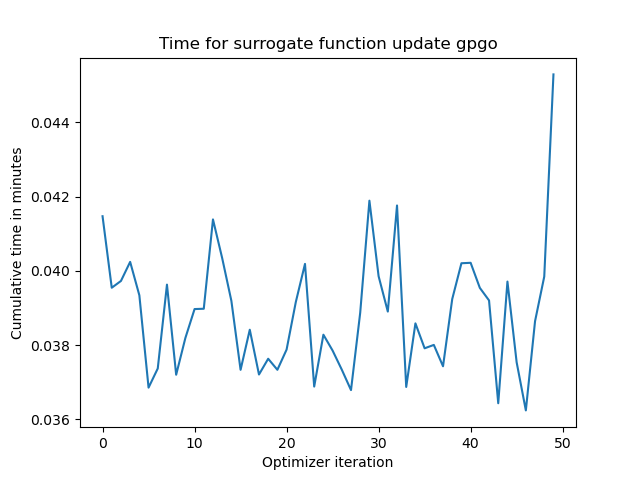 Time for surrogate function update gpgo
Cumulative time in minutes
0.044
0.042
0.040
0.038
0.036
0 10 20 30 40 50
Optimizer iteration